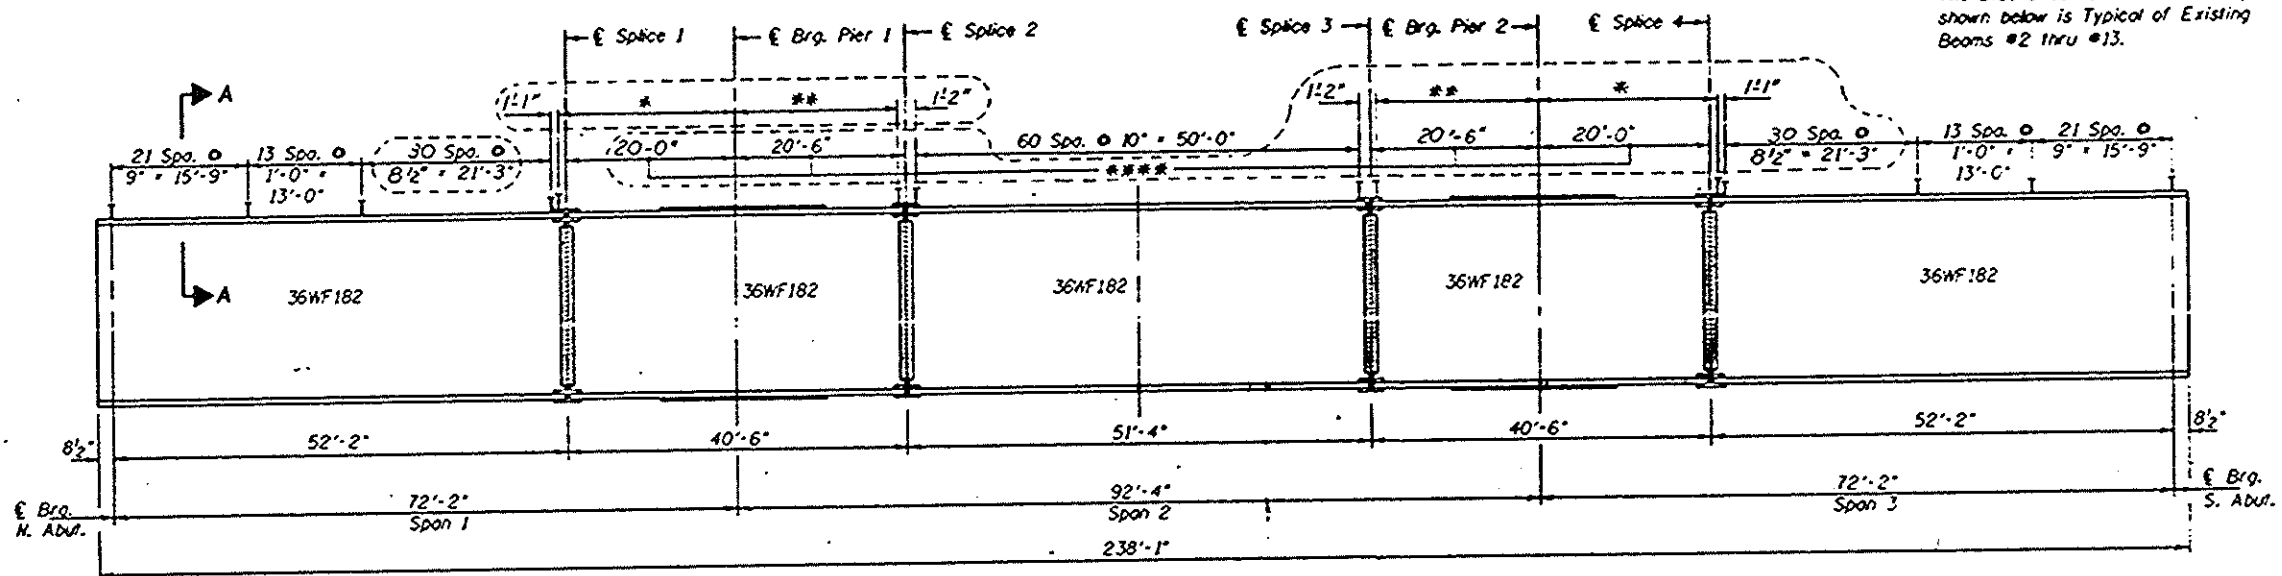 shown below is Typical of Existing
Beams #2 thru #13.
℄ Splice 1
℄ Brg. Pier 1
℄ Splice 2
℄ Splice 3
℄ Brg. Pier 2
℄ Splice 4
A
1'-1"
*
**
1'-2"
1'-2"
**
*
1'-1"
21 Spa. @
9" = 15'-9"
13 Spa. @
1'-0" =
13'-0"
30 Spa. @
8½" = 21'-3"
20'-0"
20'-6"
60 Spa. @ 10" = 50'-0"
****
20'-6"
20'-0"
30 Spa. @
8½" = 21'-3"
13 Spa. @
1'-0" =
13'-0"
21 Spa. @
9" = 15'-9"
A
36WF182
36WF182
36WF182
36WF182
36WF182
8½"
52'-2"
40'-6"
51'-4"
40'-6"
52'-2"
8½"
℄ Brg.
N. Abut.
72'-2"
Span 1
92'-4"
Span 2
72'-2"
Span 3
℄ Brg.
S. Abut.
238'-1"